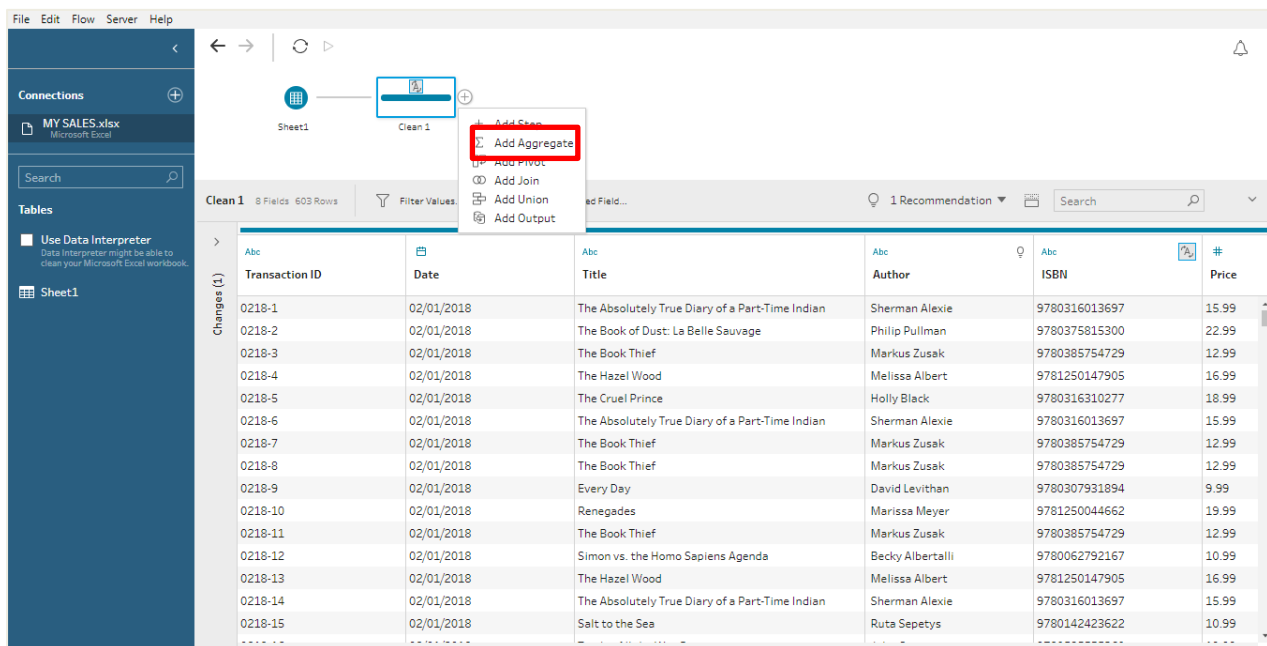 File Edit Flow Server Help
Connections
MY SALES.xlsx
Microsoft Excel
Search
Tables
Use Data Interpreter
Data Interpreter might be able to
clean your Microsoft Excel workbook.
Sheet1
Sheet1
Clean 1
Add Step
Add Aggregate
Add Pivot
Add Join
Add Union
Add Output
Clean 1 8 Fields 603 Rows Filter Values. ed Field... 1 Recommendation Search
Changes (1)
Abc Abc Abc Abc #
Transaction ID Date Title Author ISBN Price
0218-1 02/01/2018 The Absolutely True Diary of a Part-Time Indian Sherman Alexie 9780316013697 15.99
0218-2 02/01/2018 The Book of Dust: La Belle Sauvage Philip Pullman 9780375815300 22.99
0218-3 02/01/2018 The Book Thief Markus Zusak 9780385754729 12.99
0218-4 02/01/2018 The Hazel Wood Melissa Albert 9781250147905 16.99
0218-5 02/01/2018 The Cruel Prince Holly Black 9780316310277 18.99
0218-6 02/01/2018 The Absolutely True Diary of a Part-Time Indian Sherman Alexie 9780316013697 15.99
0218-7 02/01/2018 The Book Thief Markus Zusak 9780385754729 12.99
0218-8 02/01/2018 The Book Thief Markus Zusak 9780385754729 12.99
0218-9 02/01/2018 Every Day David Levithan 9780307931894 9.99
0218-10 02/01/2018 Renegades Marissa Meyer 9781250044662 19.99
0218-11 02/01/2018 The Book Thief Markus Zusak 9780385754729 12.99
0218-12 02/01/2018 Simon vs. the Homo Sapiens Agenda Becky Albertalli 9780062792167 10.99
0218-13 02/01/2018 The Hazel Wood Melissa Albert 9781250147905 16.99
0218-14 02/01/2018 The Absolutely True Diary of a Part-Time Indian Sherman Alexie 9780316013697 15.99
0218-15 02/01/2018 Salt to the Sea Ruta Sepetys 9780142423622 10.99